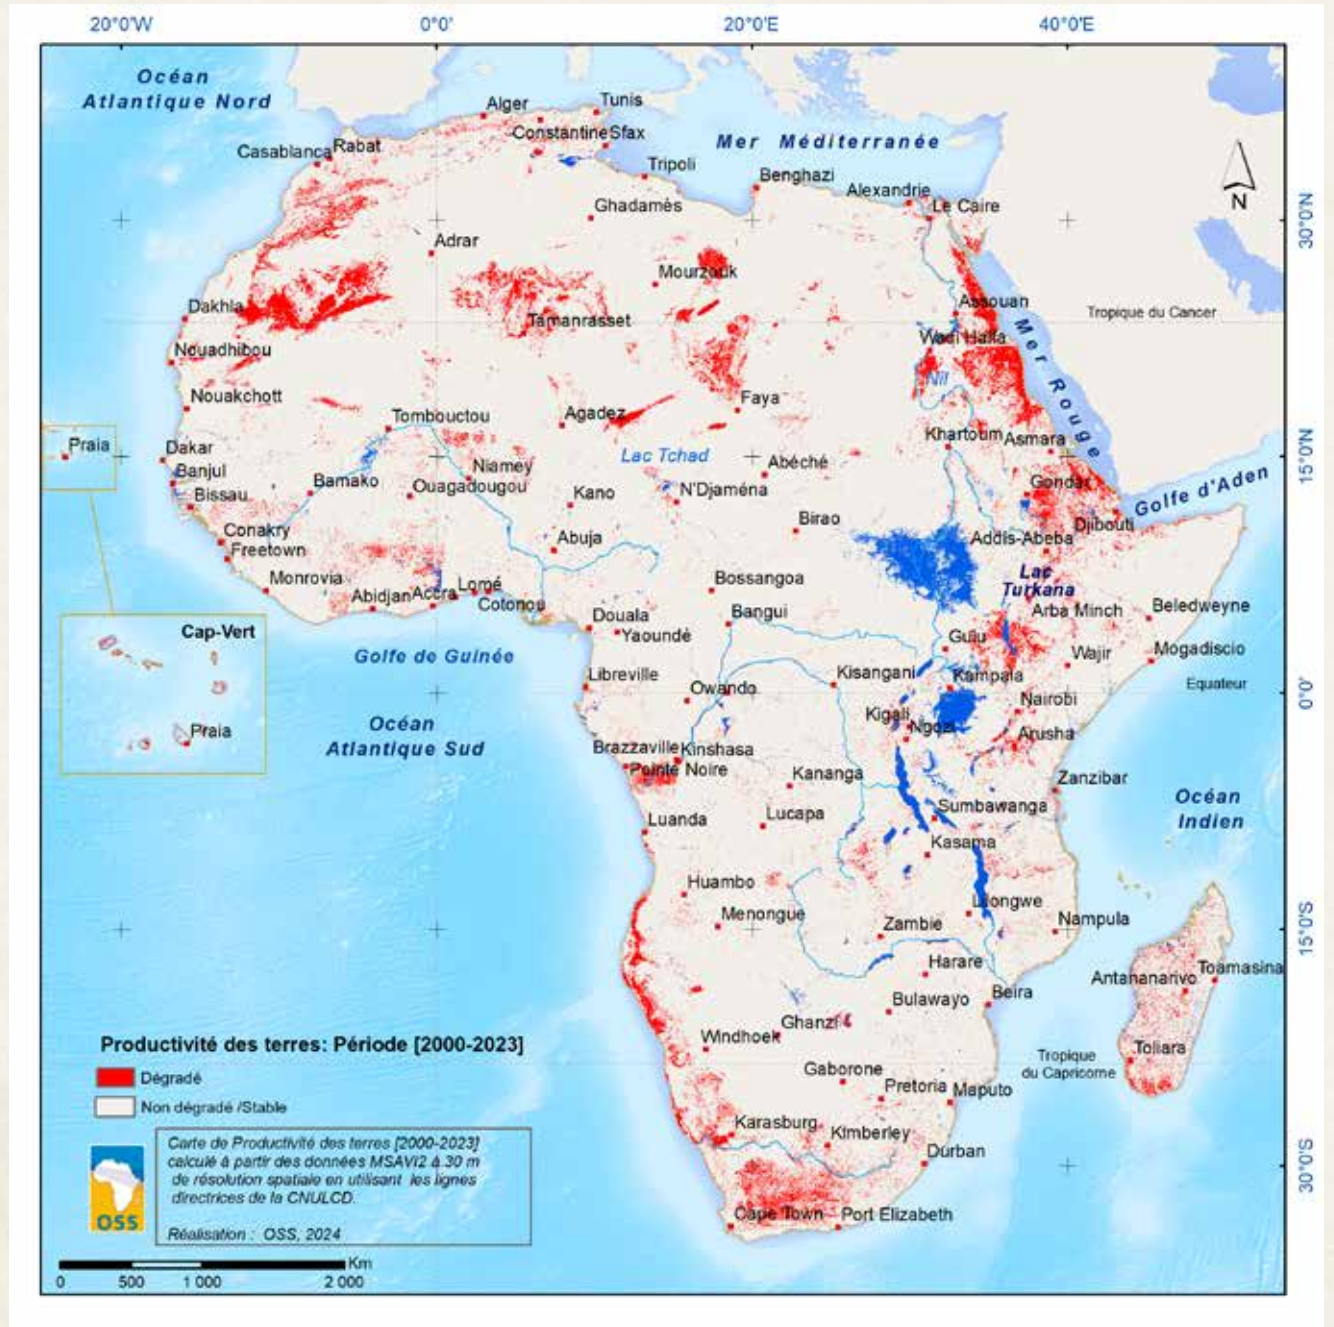 20°0'W
0°0'
20°0'E
40°0'E
Océan
Atlantique Nord
Alger
Tunis
Constantine
Sfax
Mer Méditerranée
Casablanca
Rabat
Tripoli
Benghazi
Alexandrie
Le Caire
N
30°0'N
Ghadamès
Adrar
Mourzouk
Dakhla
Tamanrasset
Assouan
Tropique du Cancer
Mer Rouge
Wadi Halfa
Nouadhibou
Nil
Nouakchott
Tombouctou
Agadez
Faya
Praia
Dakar
Lac Tchad
Khartoum
Asmara
15°0'N
Banjul
Bamako
Niamey
Abéché
Golfe d'Aden
Bissau
Ouagadougou
Kano
N'Djaména
Gondar
Conakry
Birao
Djibouti
Freetown
Abuja
Addis-Abeba
Monrovia
Abidjan
Accra
Lomé
Cotonou
Bossangoa
Lac
Turkana
Arba Minch
Beledweyne
Douala
Bangui
Cap-Vert
Yaoundé
Gulu
Golfe de Guinée
Wajir
Mogadiscio
Libreville
Kisangani
Kampala
Equateur
0°0'
Owando
Nairobi
Praia
Océan
Atlantique Sud
Kigali
Ngozi
Arusha
Brazzaville
Kinshasa
Pointe Noire
Kananga
Zanzibar
Océan
Indien
Luanda
Lucapa
Sumbawanga
Kasama
Huambo
Lilongwe
Menongue
Zambie
Nampula
15°0'S
Harare
Antananarivo
Toamasina
Bulawayo
Beira
Ghanzi
Windhoek
Toliara
Tropique
du Capricorne
Gaborone
Pretoria
Maputo
Karasburg
Kimberley
Durban
30°0'S
Cape Town
Port Elizabeth
Productivité des terres: Période [2000-2023]
Dégradé
Non dégradé /Stable
Carte de Productivité des terres [2000-2023]
calculé à partir des données MSAVI2 à 30 m
de résolution spatiale en utilisant les lignes
directrices de la CNULCD.
Réalisation : OSS, 2024
OSS
Km
0 500 1 000 2 000